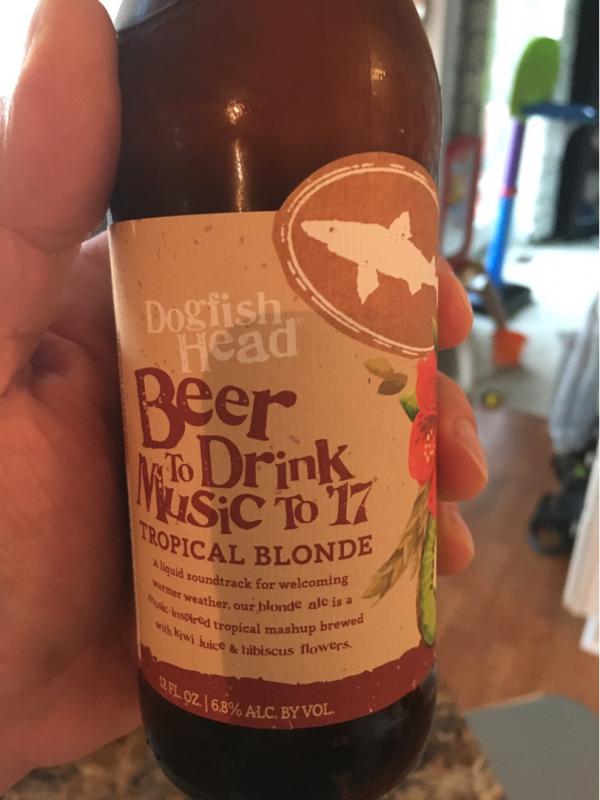 Dogfish
Head
Beer
To Drink
Music To '17
TROPICAL BLONDE
A liquid soundtrack for welcoming
warmer weather, our blonde ale is a
music-inspired tropical mashup brewed
with kiwi juice & hibiscus flowers.
12 FL. OZ. | 6.8% ALC. BY VOL.